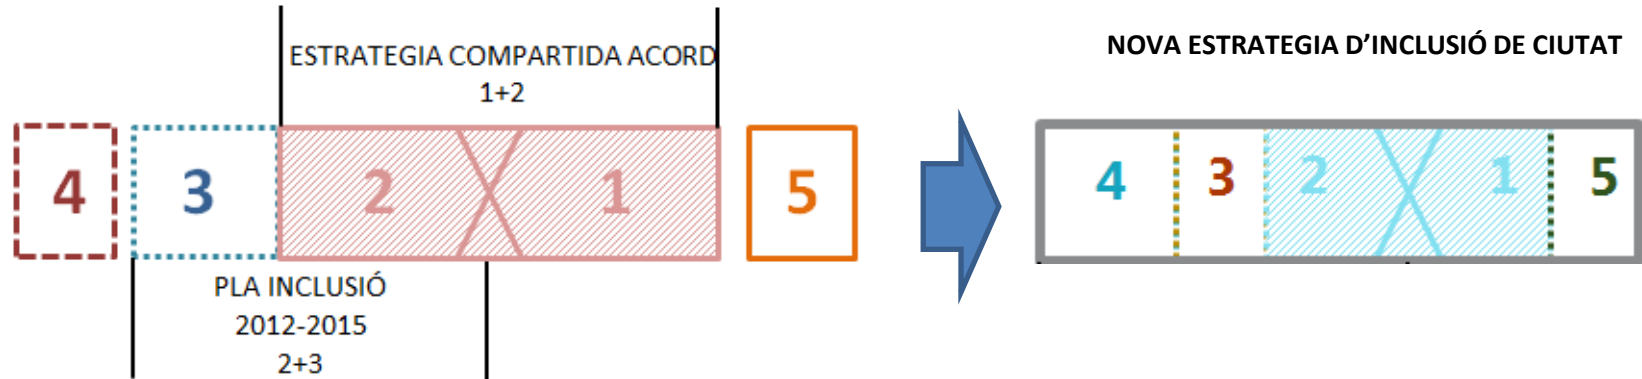 ESTRATEGIA COMPARTIDA ACORD
1+2
4 3 2 1 5
PLA INCLUSIÓ
2012-2015
2+3
NOVA ESTRATEGIA D’INCLUSIÓ DE CIUTAT
4 3 2 1 5